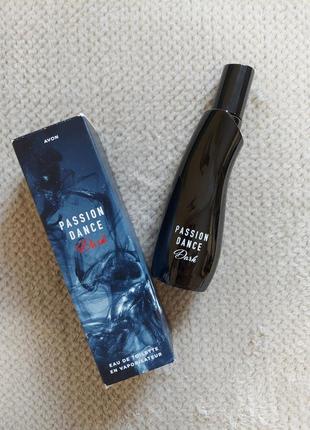 AVON
PASSION
DANCE
Dark
EAU DE TOILETTE
EN VAPORISATEUR
PASSION
DANCE
Dark